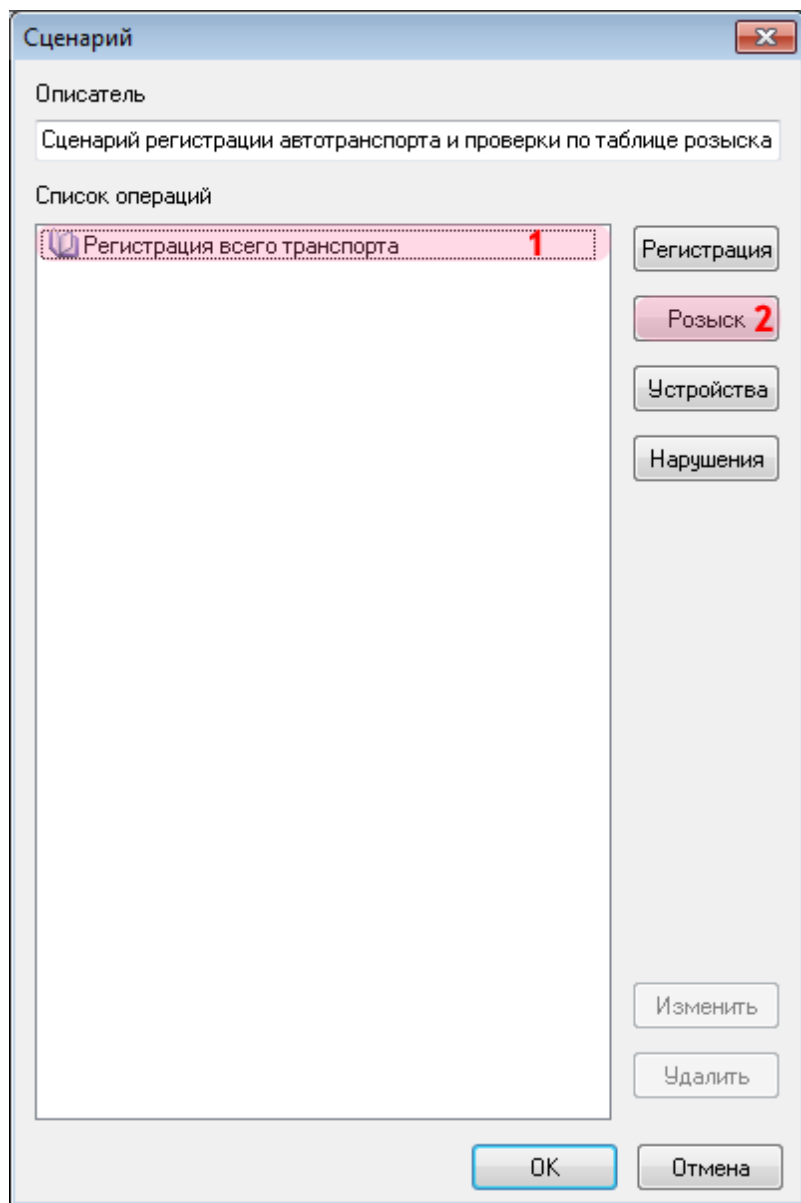 Сценарий
Описатель
Сценарий регистрации автотранспорта и проверки по таблице розыска
Список операций
Регистрация всего транспорта 1
Регистрация
Розыск 2
Устройства
Нарушения
Изменить
Удалить
OK
Отмена